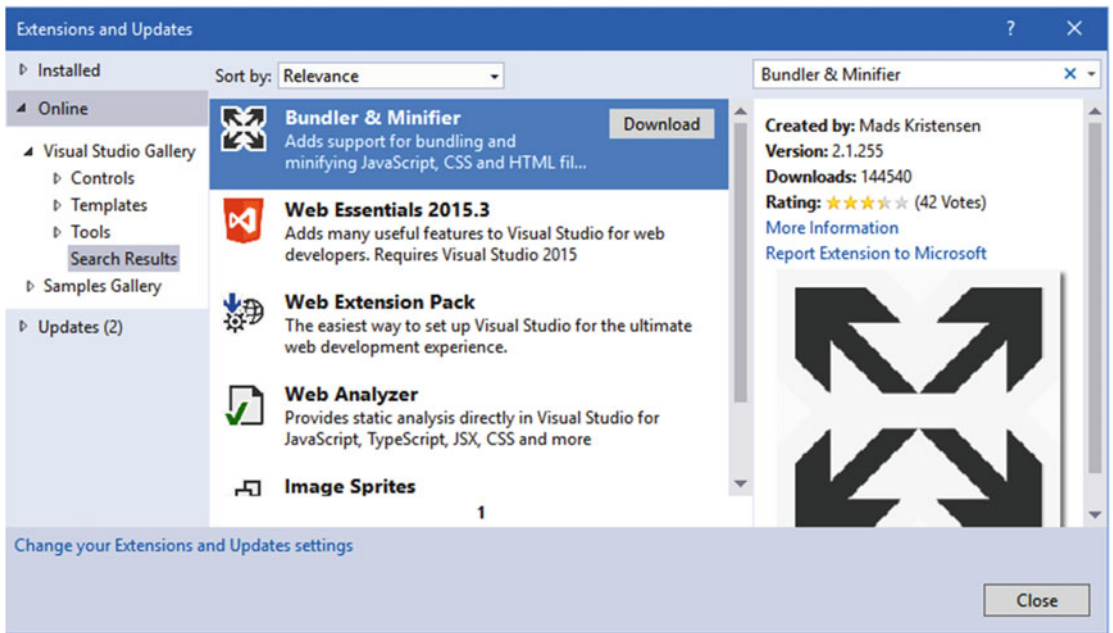 Extensions and Updates
?
Installed
Online
Visual Studio Gallery
Controls
Templates
Tools
Search Results
Samples Gallery
Updates (2)
Sort by: Relevance
Bundler & Minifier
Download
Adds support for bundling and
minifying JavaScript, CSS and HTML fil...
Web Essentials 2015.3
Adds many useful features to Visual Studio for web
developers. Requires Visual Studio 2015
Web Extension Pack
The easiest way to set up Visual Studio for the ultimate
web development experience.
Web Analyzer
Provides static analysis directly in Visual Studio for
JavaScript, TypeScript, JSX, CSS and more
Image Sprites
1
Bundler & Minifier
Created by: Mads Kristensen
Version: 2.1.255
Downloads: 144540
Rating: (42 Votes)
More Information
Report Extension to Microsoft
Change your Extensions and Updates settings
Close